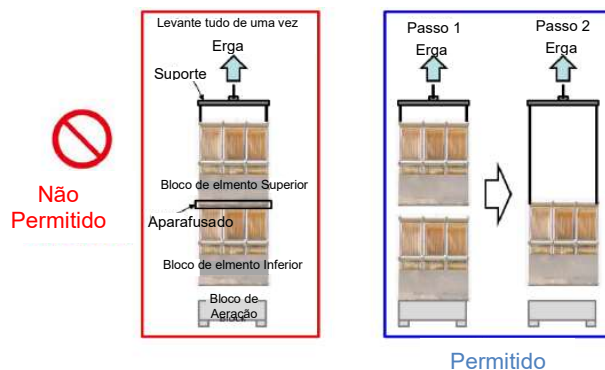 Levante tudo de uma vez
Erga
Suporte
Bloco de elmento Superior
Aparafusado
Bloco de elmento Inferior
Bloco de
Aeração
Não
Permitido
Passo 1
Erga
Passo 2
Erga
Permitido